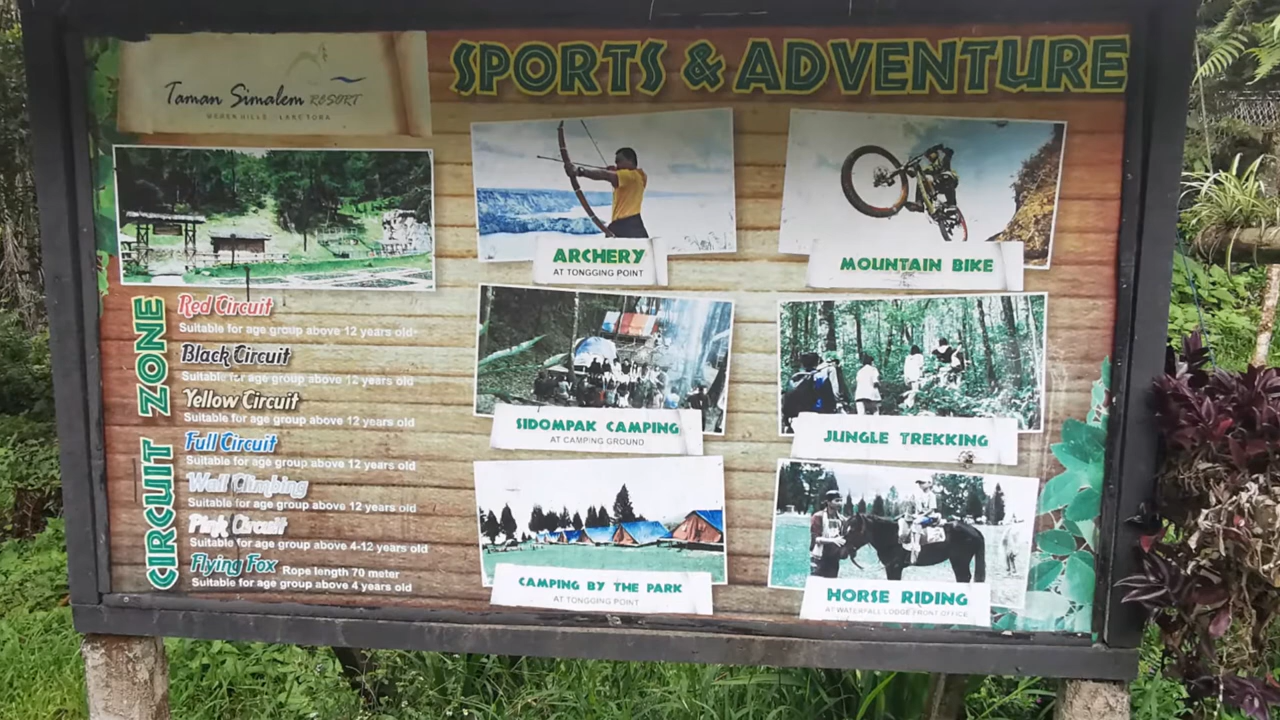 Taman Simalem RESORT
MEREK HILLS - LAKE TOBA
SPORTS & ADVENTURE
CIRCUIT ZONE
Red Circuit
Suitable for age group above 12 years old
Black Circuit
Suitable for age group above 12 years old
Yellow Circuit
Suitable for age group above 12 years old
Full Circuit
Suitable for age group above 12 years old
Wall Climbing
Suitable for age group above 12 years old
Pink Circuit
Suitable for age group above 4-12 years old
Flying Fox Rope length 70 meter
Suitable for age group above 4 years old
ARCHERY
AT TONGGING POINT
MOUNTAIN BIKE
SIDOMPAK CAMPING
AT CAMPING GROUND
JUNGLE TREKKING
CAMPING BY THE PARK
AT TONGGING POINT
HORSE RIDING
AT WATERFALL LODGE FRONT OFFICE